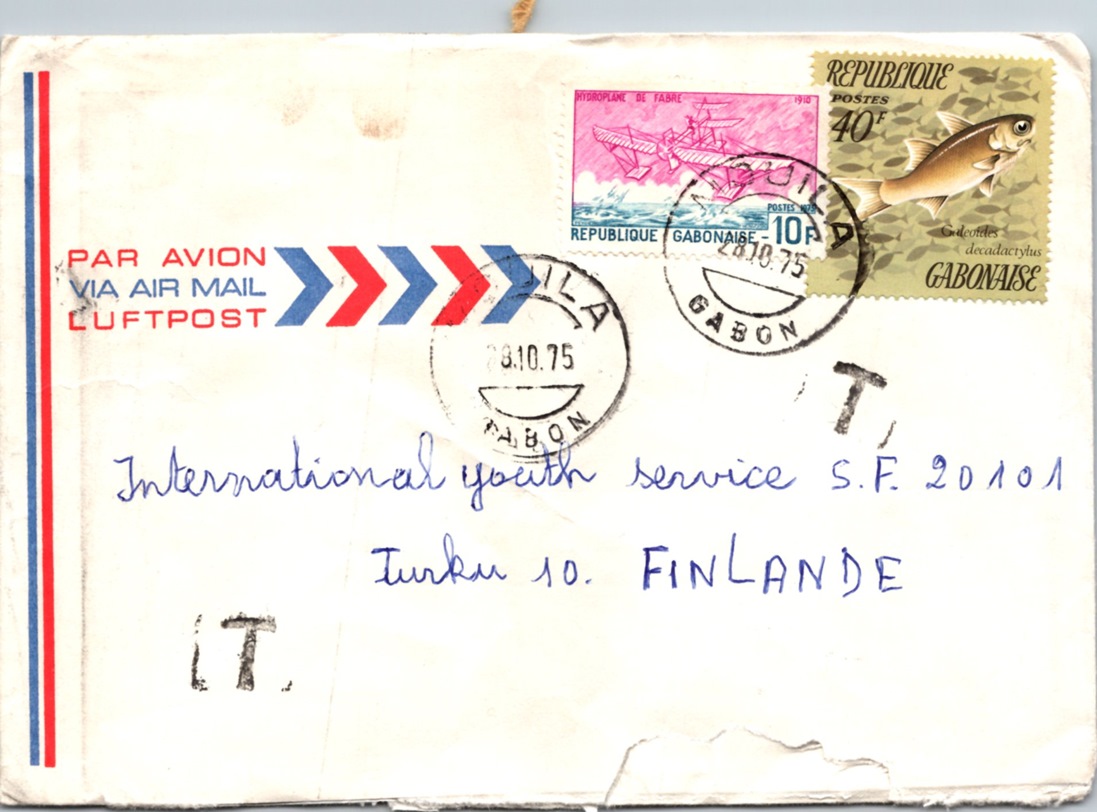 HYDROPLANE DE FABRE 1910
POSTES 1975
REPUBLIQUE GABONAISE 10F
REPUBLIQUE
POSTES
40F
Galeoides
decadactylus
GABONAISE
PAR AVION
VIA AIR MAIL
LUFTPOST
28.10.75
GABON
28.10.75
GABON
T.
International youth service S.F. 20101
Turku 10. FINLANDE
T.